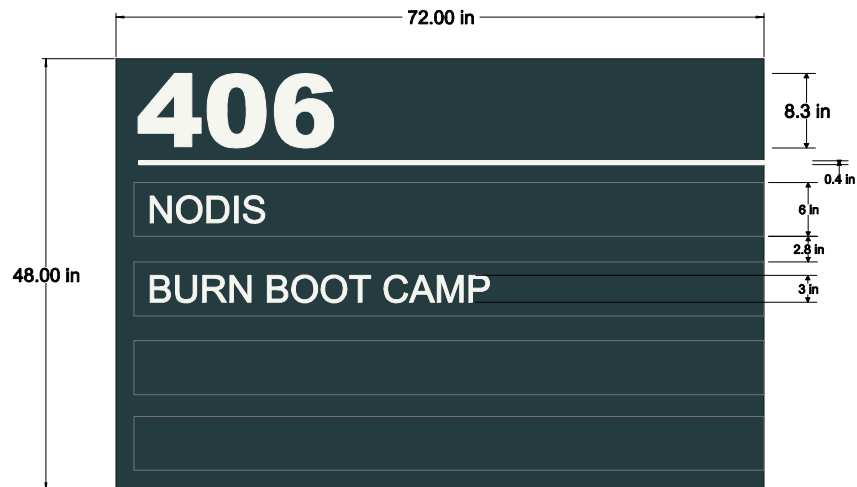 72.00 in
406
8.3 in
0.4 in
NODIS
6 in
2.8 in
48.00 in
BURN BOOT CAMP
3 in